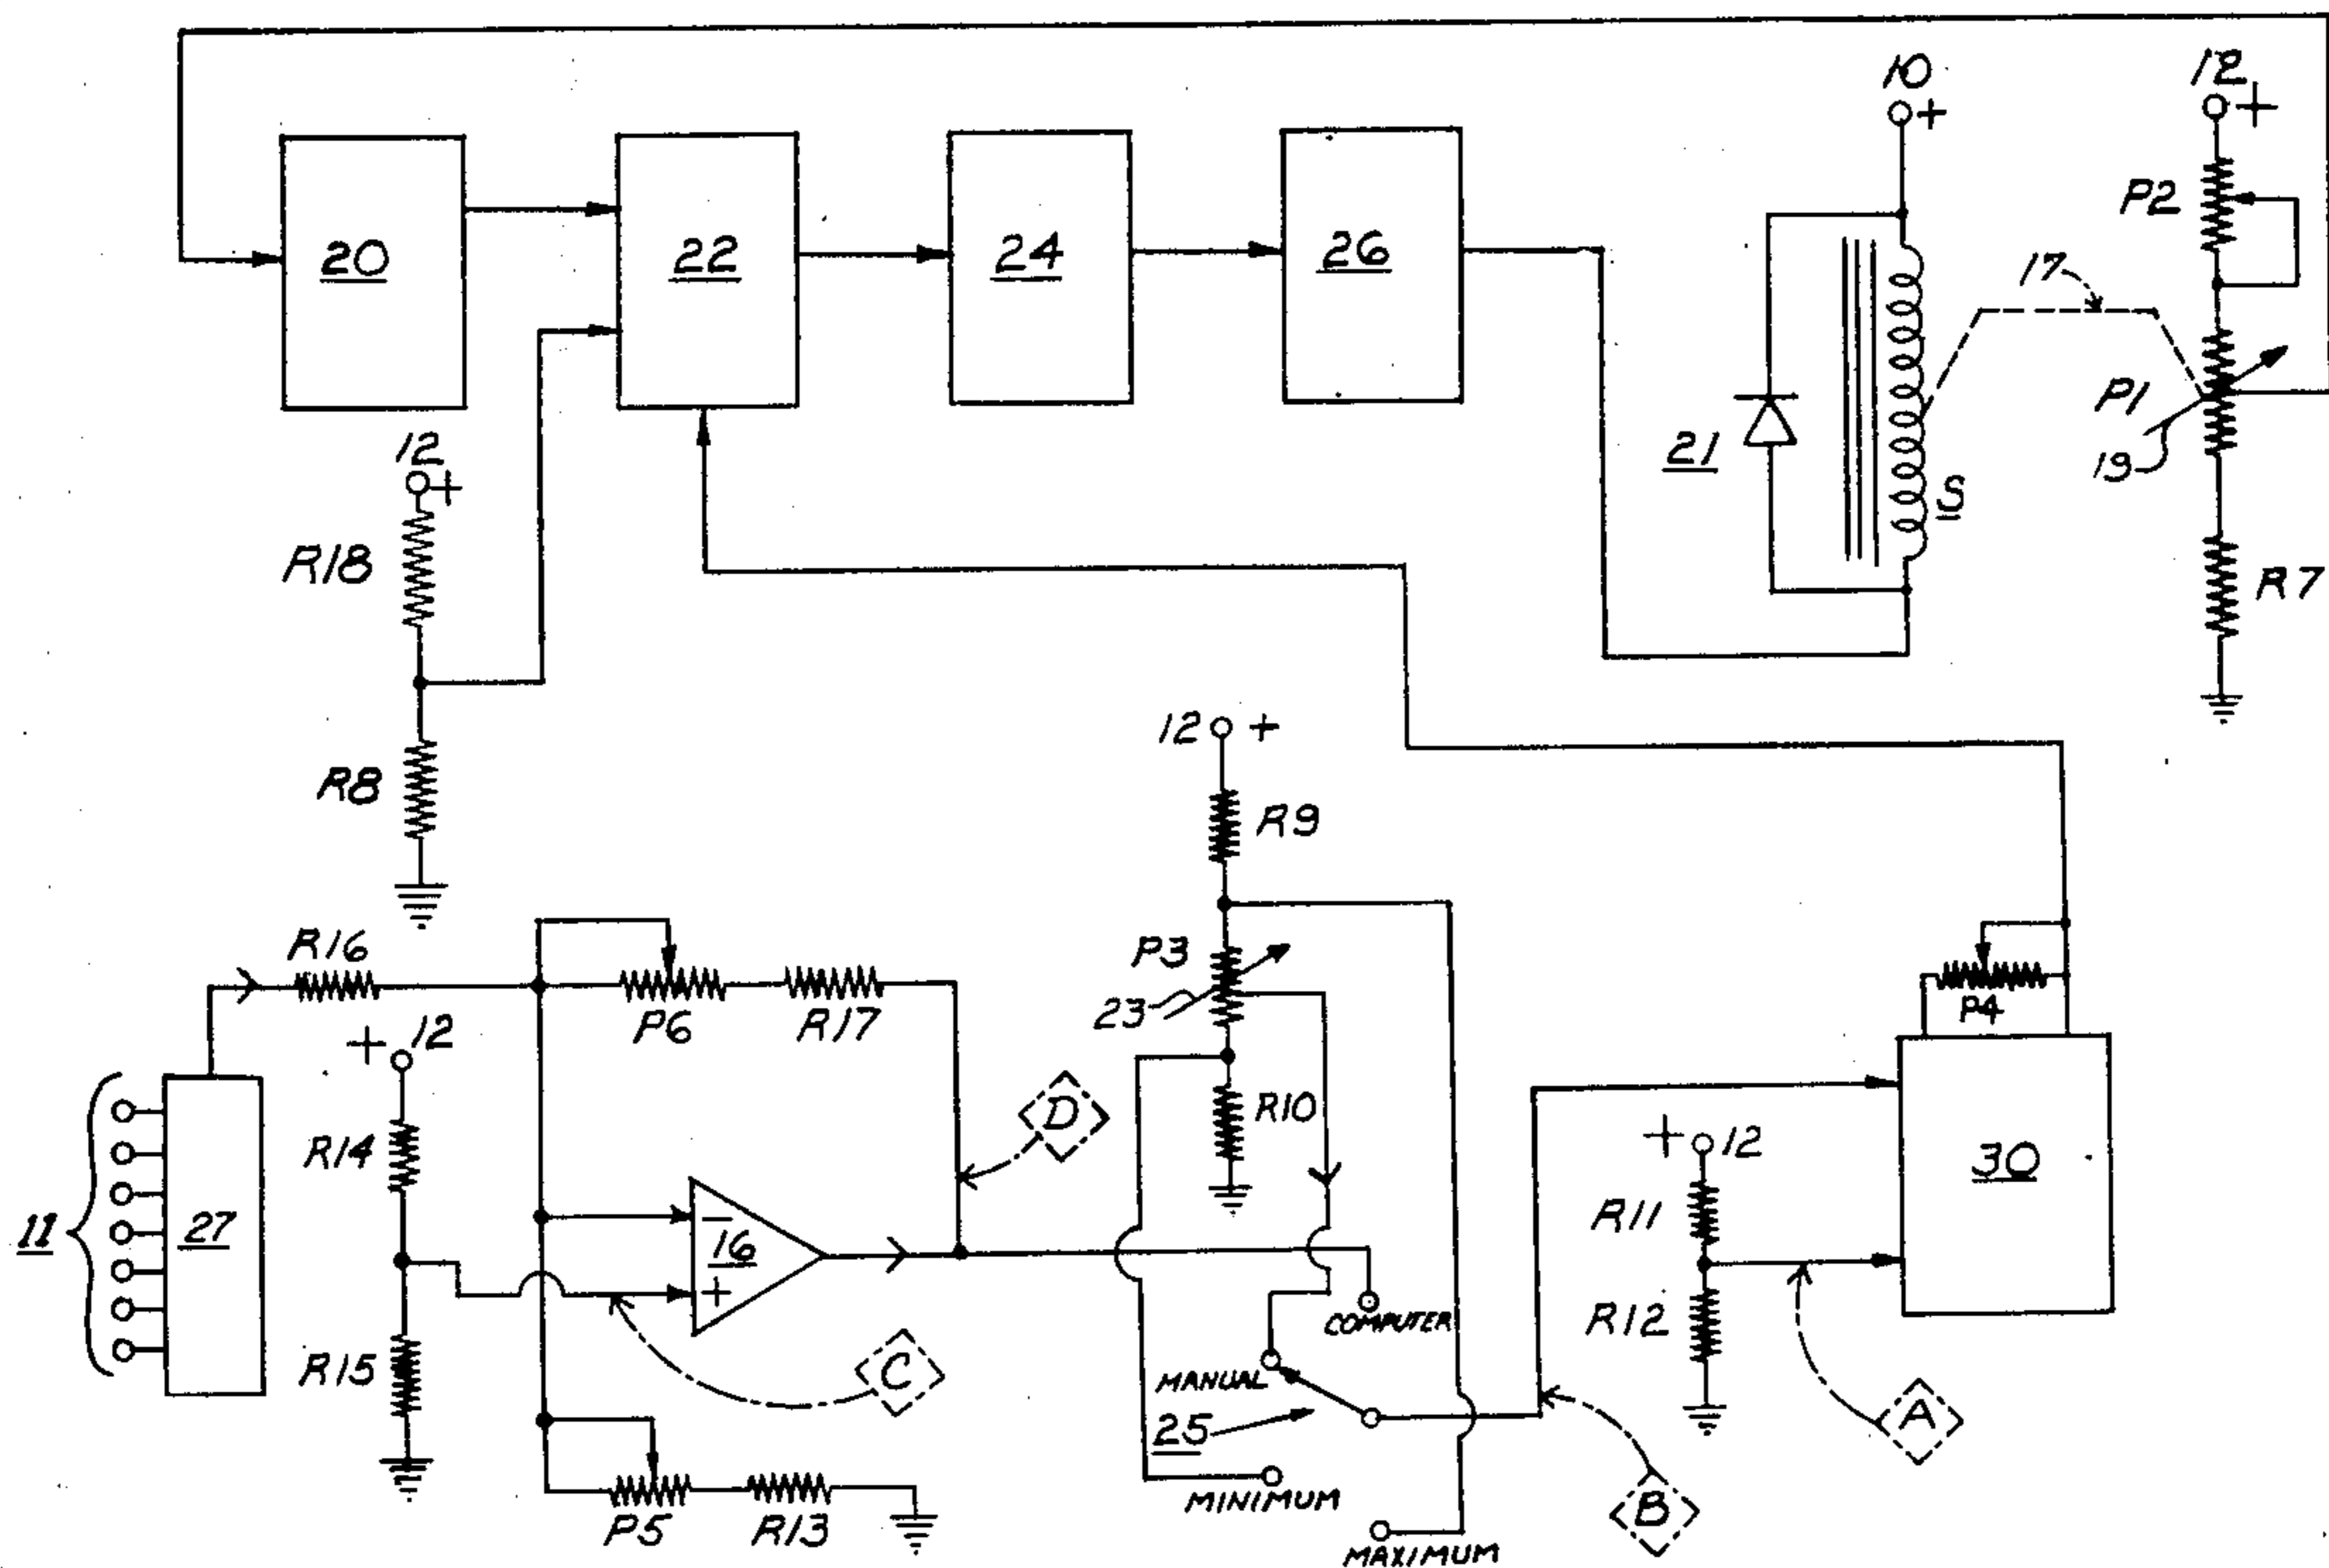 10
+
12
+
20
22
24
26
P2
17
P1
19
21
S
R7
12
+
R18
R8
12
+
R9
R16
P6
R17
P3
23
P4
+
12
R14
D
R10
+
12
30
11
27
−
16
+
R11
R12
COMPUTER
R15
C
MANUAL
25
A
MINIMUM
B
P5
R13
MAXIMUM